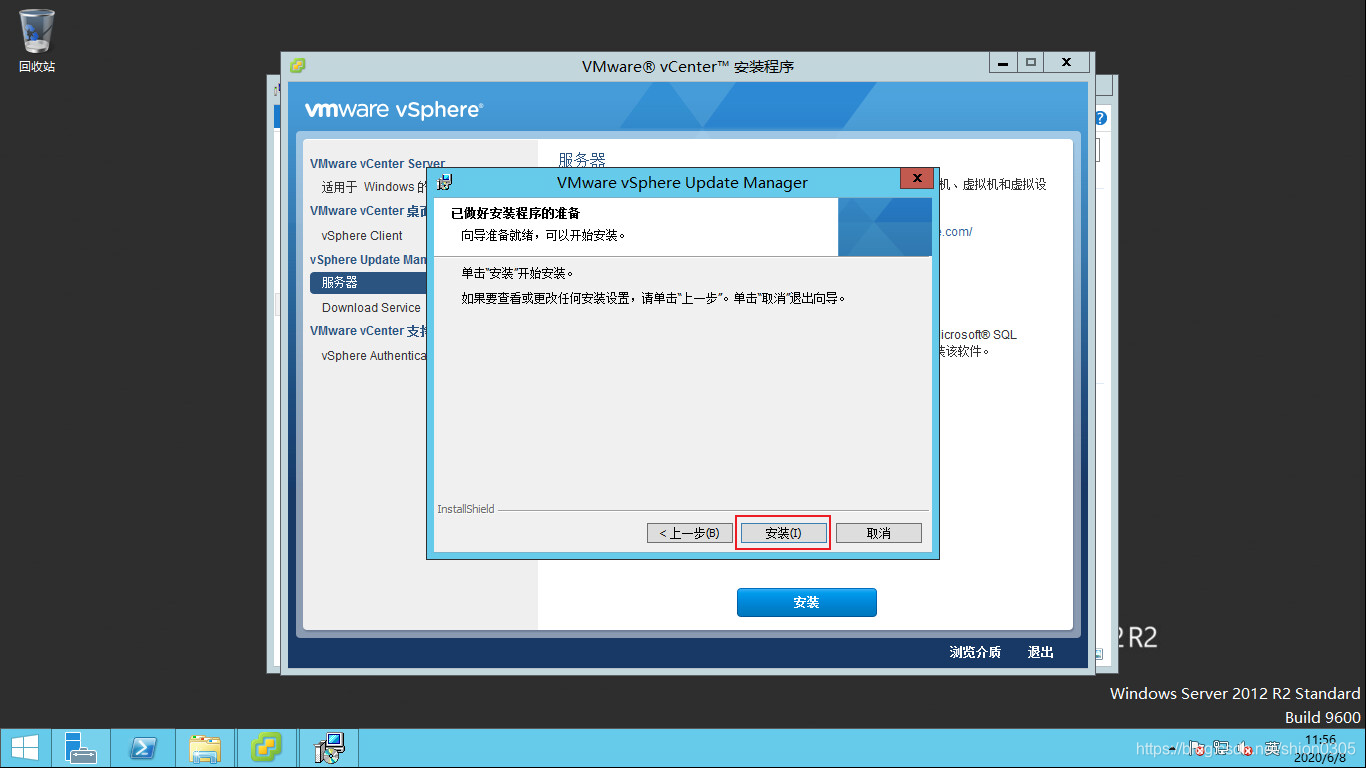 回收站
VMware® vCenter™ 安装程序
vmware vSphere®
VMware vCenter Server
适用于 Windows 的
VMware vCenter 桌面
vSphere Client
vSphere Update Man
服务器
Download Service
VMware vCenter 支持
vSphere Authentica
服务器
机、虚拟机和虚拟设
e.com/
icrosoft® SQL
装该软件。
VMware vSphere Update Manager
已做好安装程序的准备
向导准备就绪，可以开始安装。
单击“安装”开始安装。
如果要查看或更改任何安装设置，请单击“上一步”。单击“取消”退出向导。
InstallShield
< 上一步(B)
安装(I)
取消
安装
浏览介质
退出
2 R2
Windows Server 2012 R2 Standard
Build 9600
英
11:56
2020/6/8
https://blog.csdn.net/shion0305